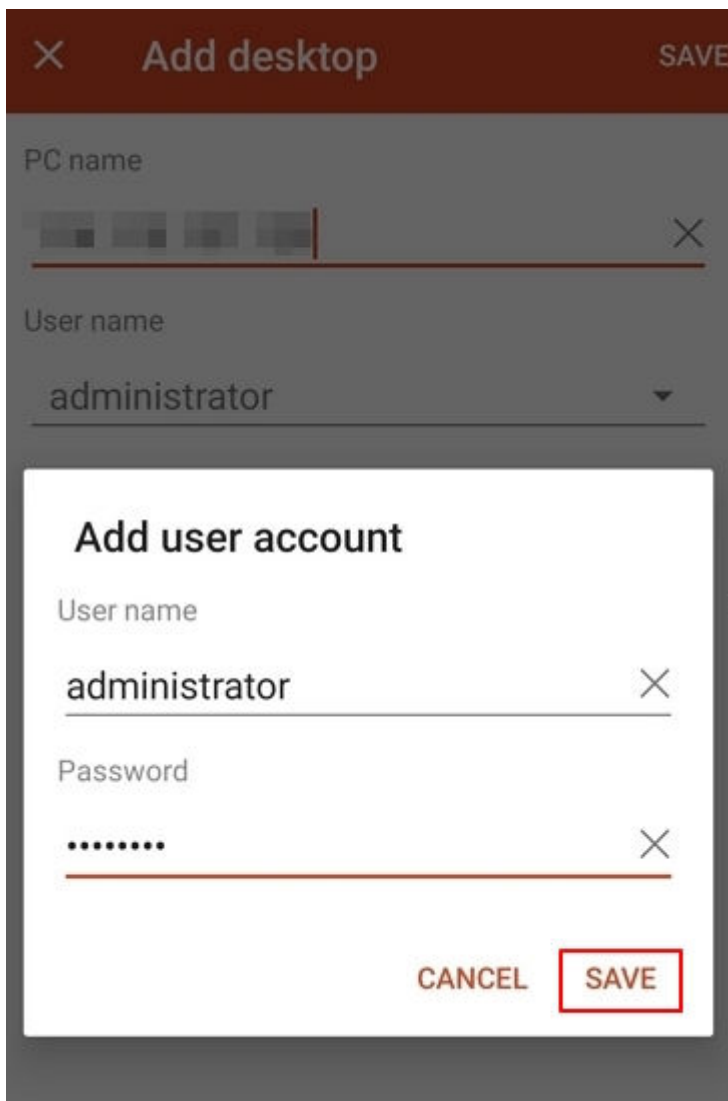 Add desktop SAVE
PC name
User name
administrator
Add user account
User name
administrator
Password
••••••••
CANCEL SAVE